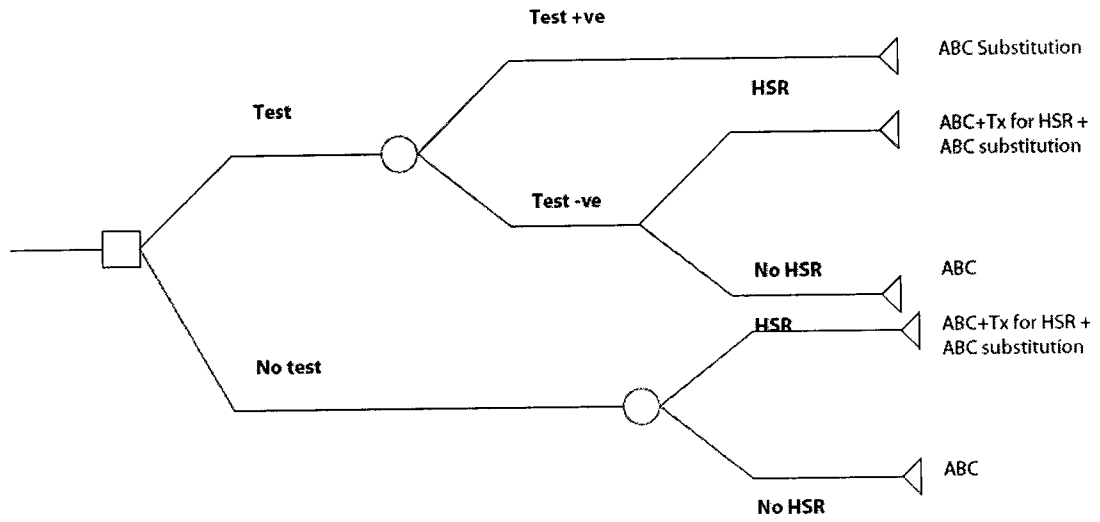 Test +ve
ABC Substitution
HSR
Test
ABC+Tx for HSR +
ABC substitution
Test -ve
No HSR
ABC
HSR
ABC+Tx for HSR +
ABC substitution
No test
ABC
No HSR